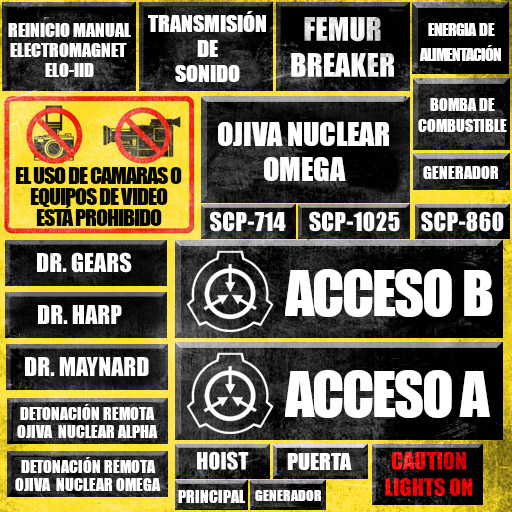 REINICIO MANUAL
ELECTROMAGNET
ELO-IID
TRANSMISIÓN
DE
SONIDO
FEMUR
BREAKER
ENERGIA DE
ALIMENTACIÓN
BOMBA DE
COMBUSTIBLE
GENERADOR
EL USO DE CAMARAS O
EQUIPOS DE VIDEO
ESTÁ PROHIBIDO
OJIVA NUCLEAR
OMEGA
SCP-714
SCP-1025
SCP-860
DR. GEARS
DR. HARP
DR. MAYNARD
ACCESO B
ACCESO A
DETONACIÓN REMOTA
OJIVA NUCLEAR ALPHA
DETONACIÓN REMOTA
OJIVA NUCLEAR OMEGA
HOIST
PUERTA
PRINCIPAL
GENERADOR
CAUTION
LIGHTS ON